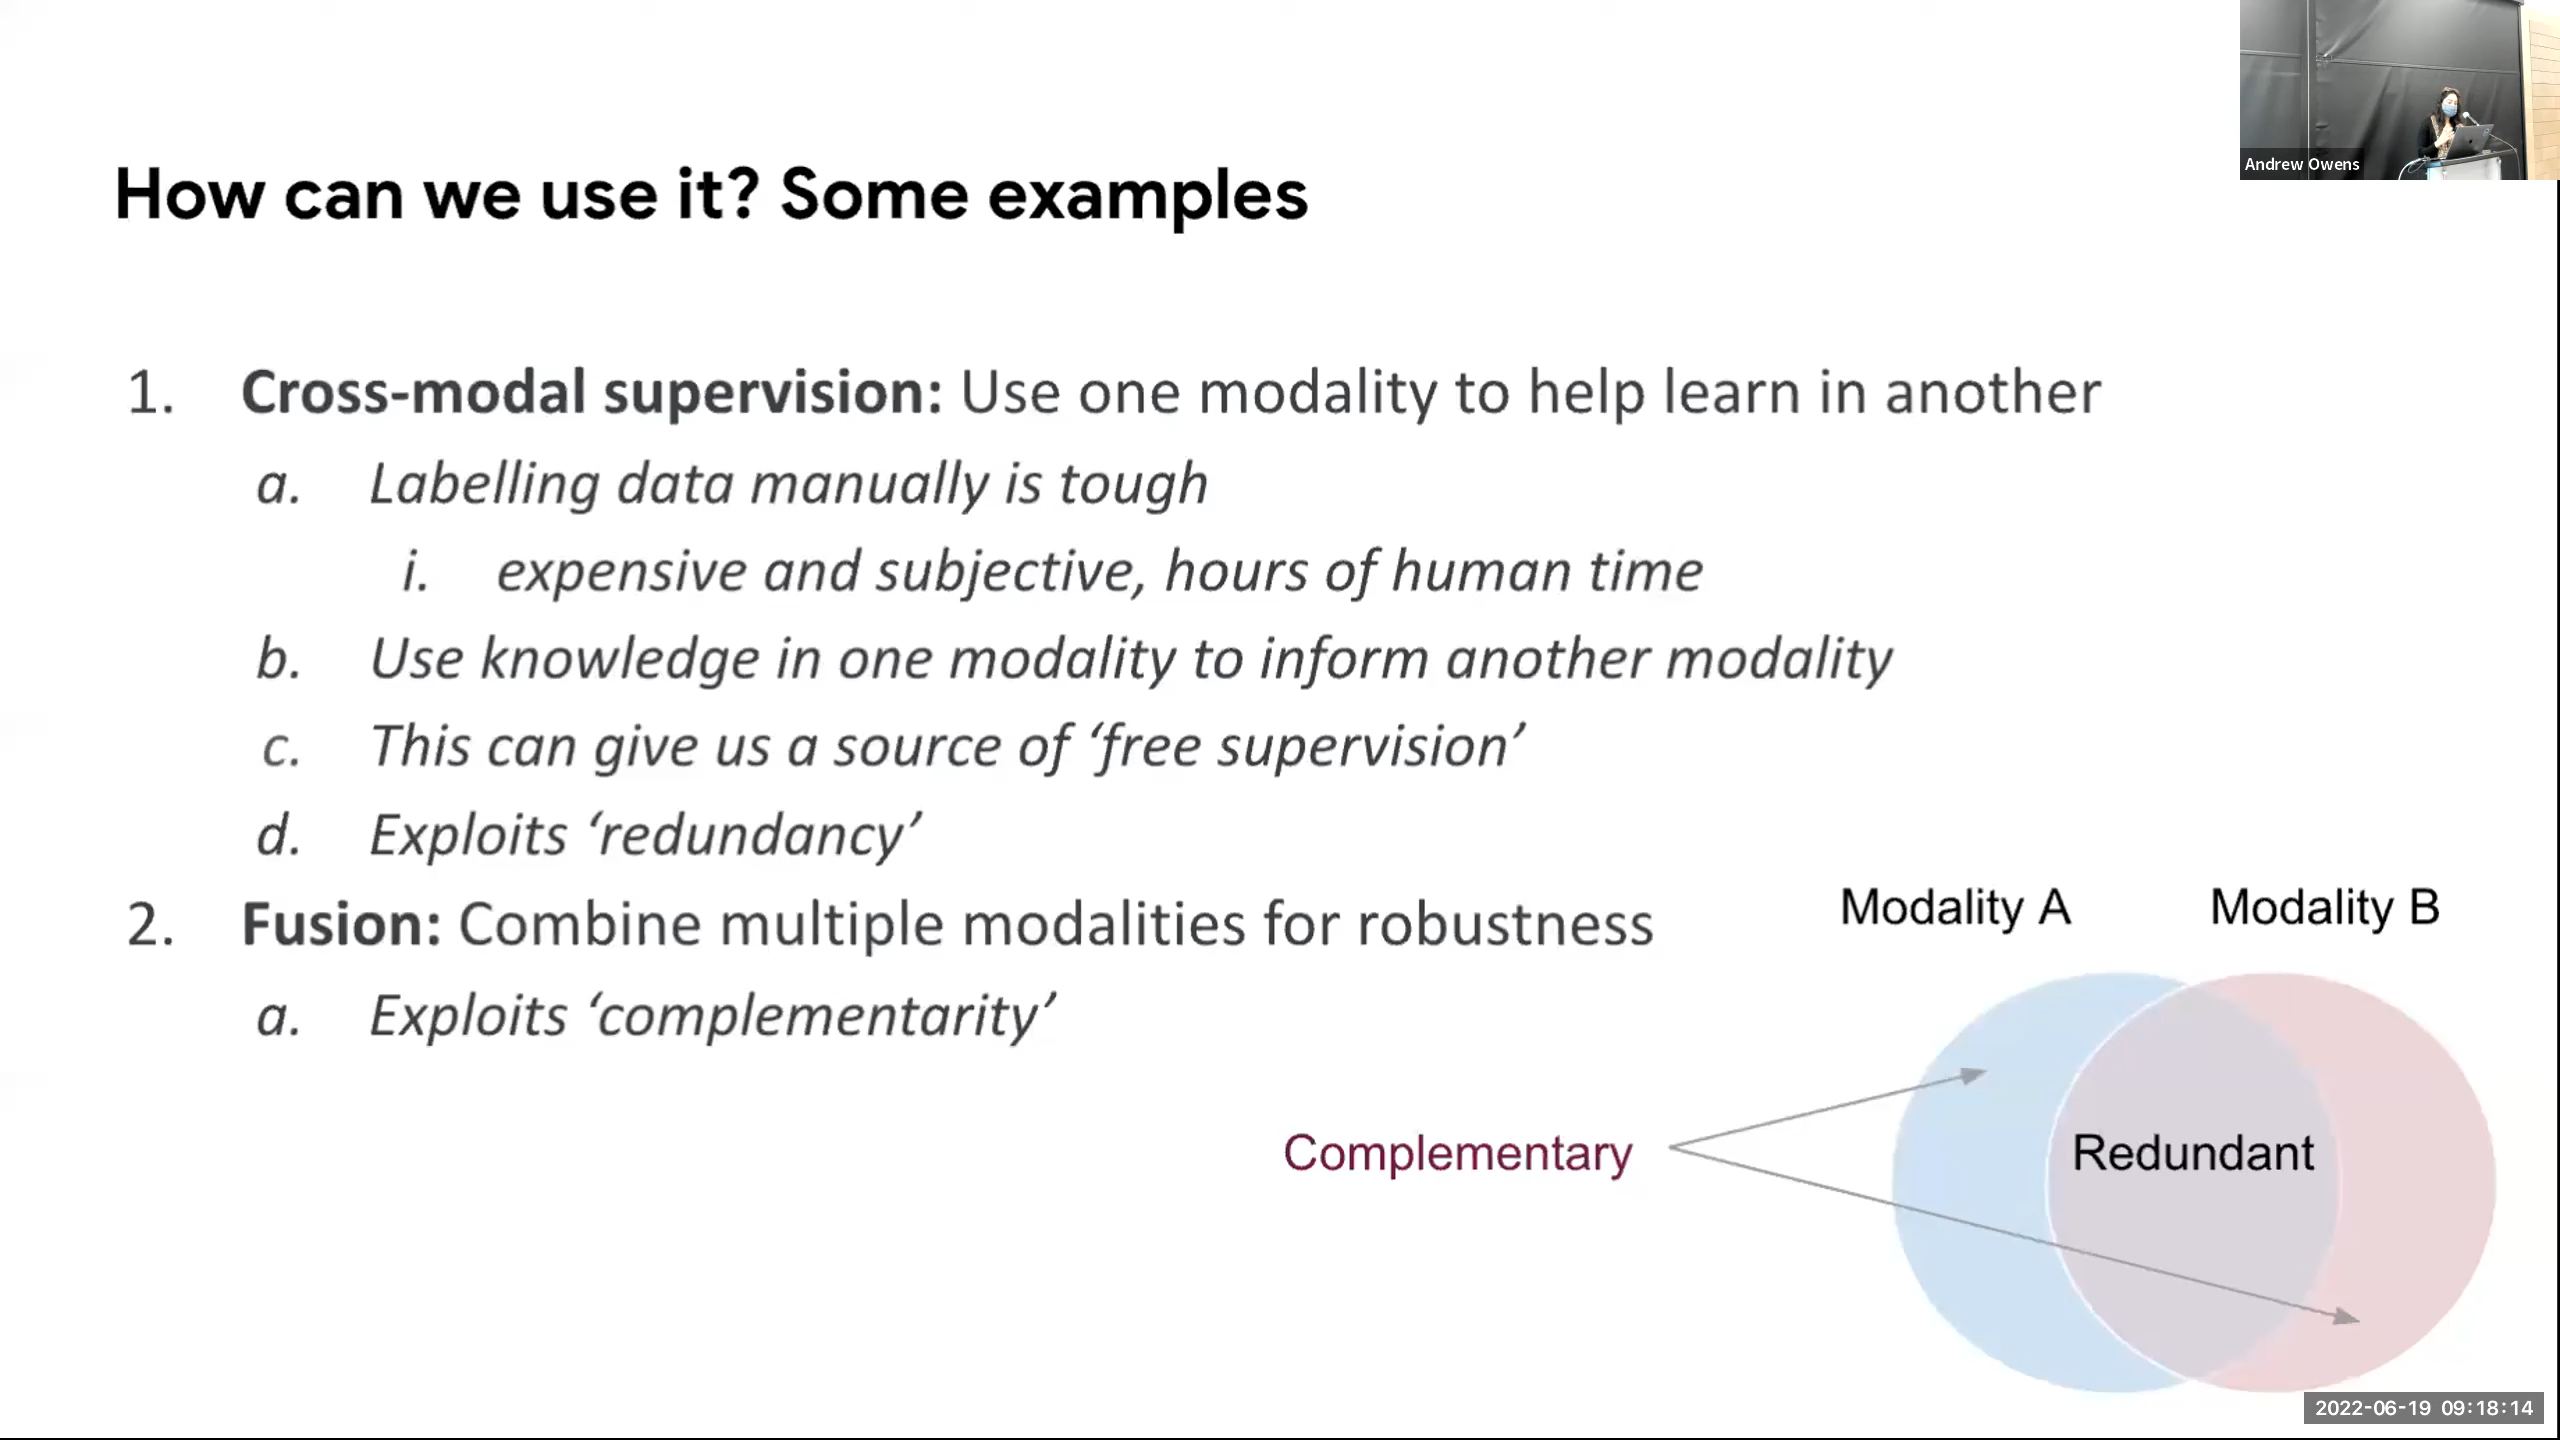 Andrew Owens
How can we use it? Some examples
1. Cross-modal supervision: Use one modality to help learn in another
a. Labelling data manually is tough
i. expensive and subjective, hours of human time
b. Use knowledge in one modality to inform another modality
c. This can give us a source of ‘free supervision’
d. Exploits ‘redundancy’
2. Fusion: Combine multiple modalities for robustness
a. Exploits ‘complementarity’
Modality A Modality B
Complementary
Redundant
2022-06-19 09:18:14